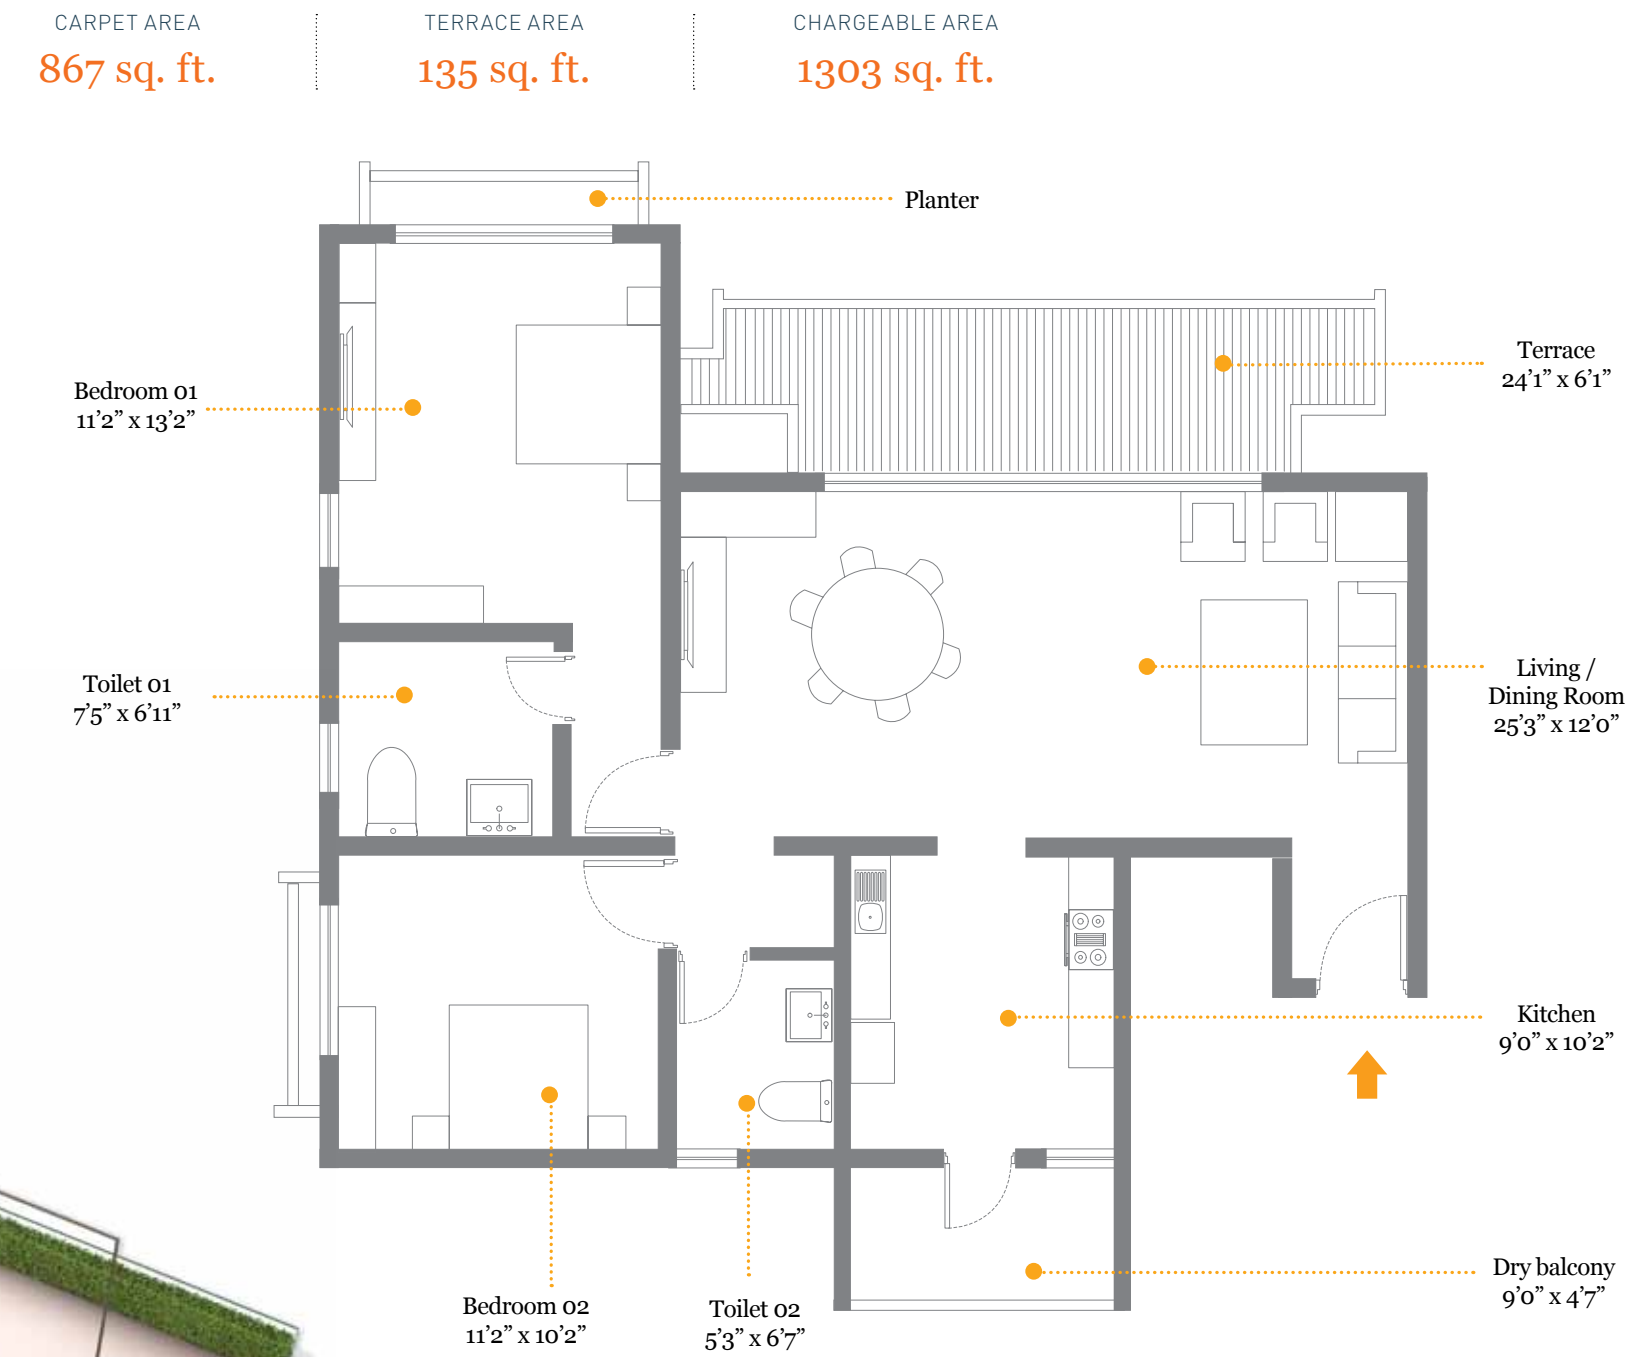 CARPET AREA
867 sq. ft.
TERRACE AREA
135 sq. ft.
CHARGEABLE AREA
1303 sq. ft.
Planter
Terrace
24’1” x 6’1”
Bedroom 01
11’2” x 13’2”
Toilet 01
7’5” x 6’11”
Living /
Dining Room
25’3” x 12’0”
Kitchen
9’0” x 10’2”
Dry balcony
9’0” x 4’7”
Bedroom 02
11’2” x 10’2”
Toilet 02
5’3” x 6’7”